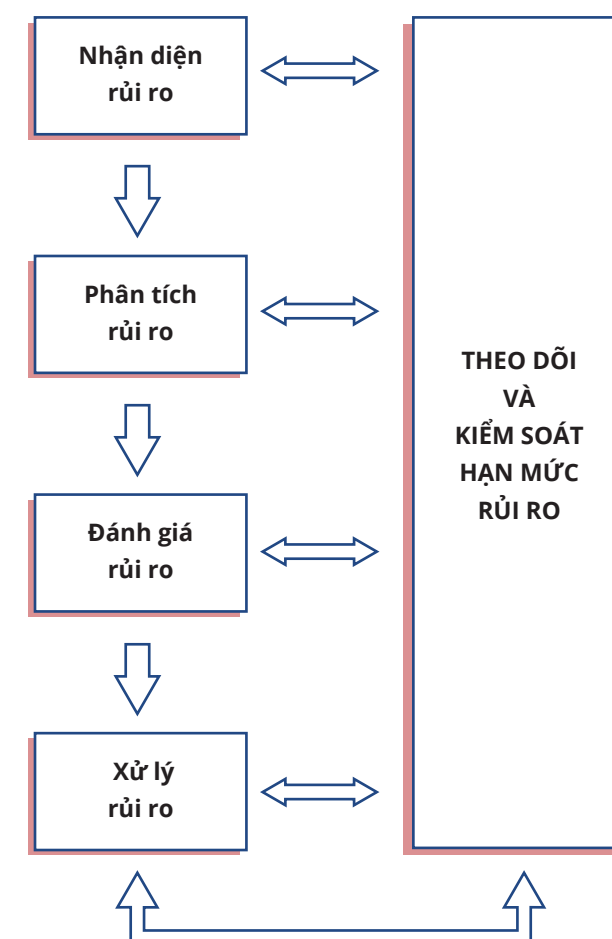 Nhận diện
rủi ro
Phân tích
rủi ro
Đánh giá
rủi ro
Xử lý
rủi ro
THEO DÕI
VÀ
KIỂM SOÁT
HẠN MỨC
RỦI RO